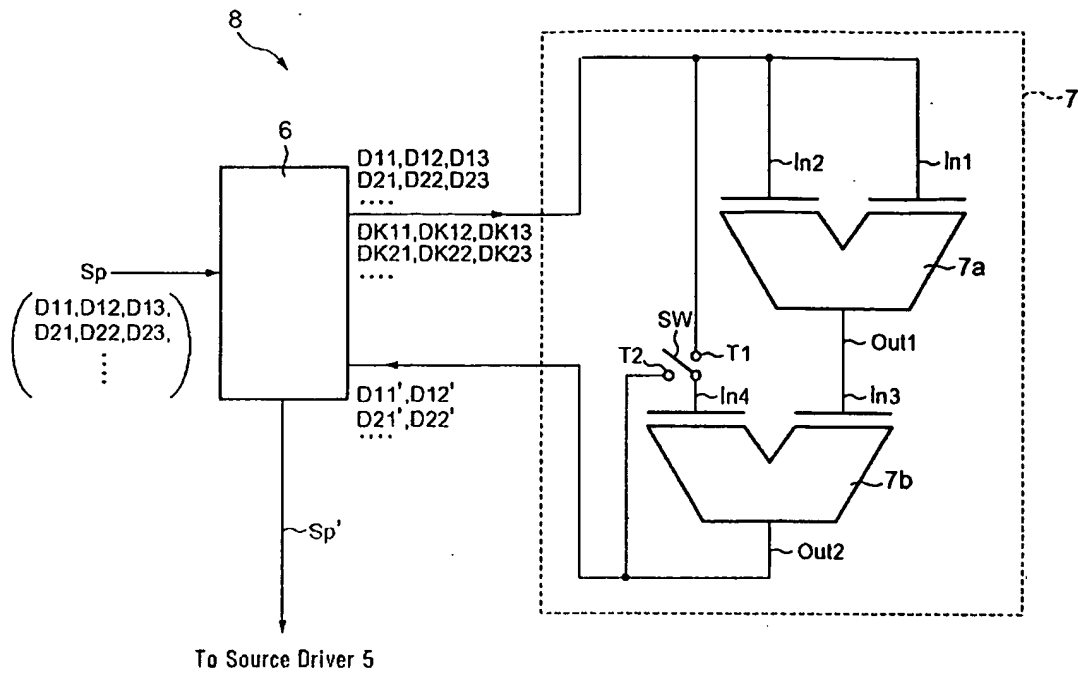 8
6
7
D11,D12,D13
D21,D22,D23
....
DK11,DK12,DK13
DK21,DK22,DK23
....
In2
In1
7a
Sp
D11,D12,D13,
D21,D22,D23,
SW
T2
T1
Out1
In4
In3
D11',D12'
D21',D22'
....
7b
Out2
Sp'
To Source Driver 5